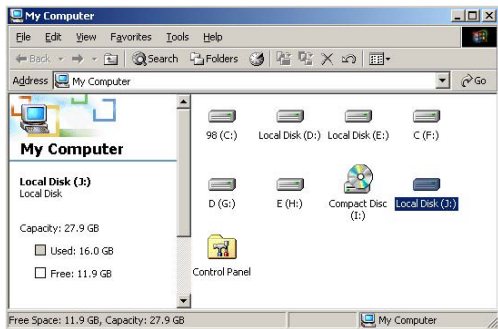 My Computer
File Edit View Favorites Tools Help
Back Search Folders
Address My Computer Go
My Computer
Local Disk (J:)
Local Disk
Capacity: 27.9 GB
Used: 16.0 GB
Free: 11.9 GB
98 (C:) Local Disk (D:) Local Disk (E:) C (F:)
D (G:) E (H:) Compact Disc (I:) Local Disk (J:)
Control Panel
Free Space: 11.9 GB, Capacity: 27.9 GB My Computer